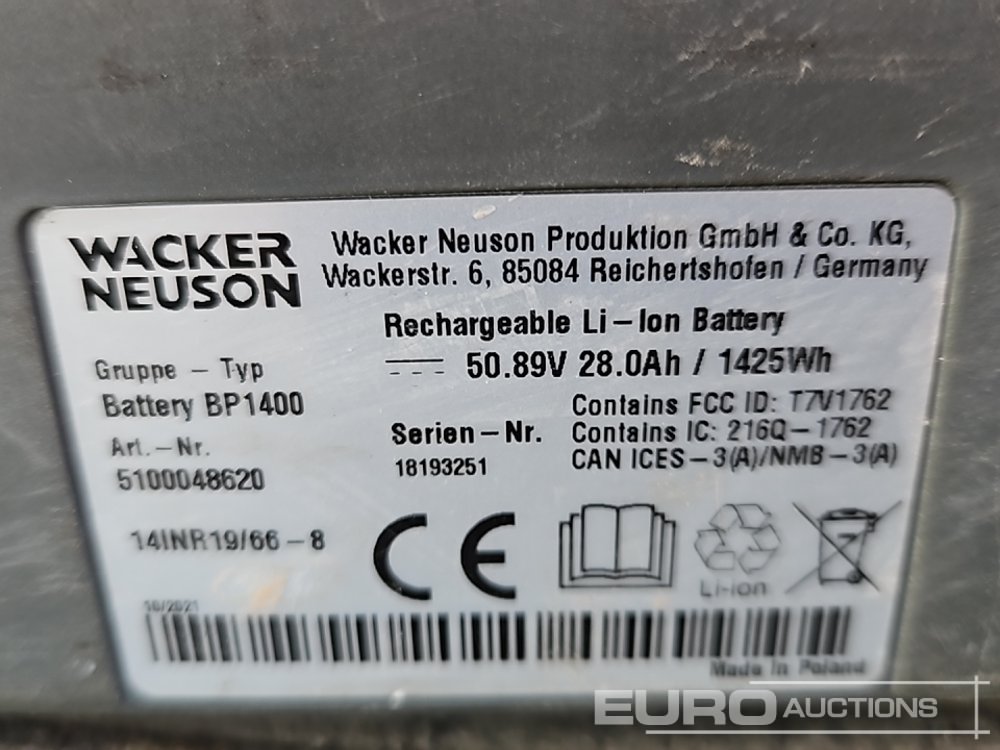 WACKER
NEUSON
Wacker Neuson Produktion GmbH & Co. KG,
Wackerstr. 6, 85084 Reichertshofen / Germany
Rechargeable Li-Ion Battery
50.89V 28.0Ah / 1425Wh
Gruppe - Typ
Battery BP1400
Art.-Nr.
5100048620
Serien-Nr.
18193251
Contains FCC ID: T7V1762
Contains IC: 216Q-1762
CAN ICES-3(A)/NMB-3(A)
14INR19/66-8
CE
Li-ion
10/2021
Made in Poland
EURO AUCTIONS